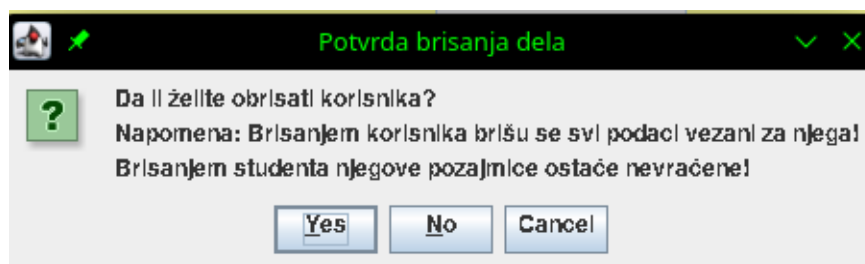 Potvrda brisanja dela
Da li želite obrisati korisnika?
Napomena: Brisanjem korisnika brišu se svi podaci vezani za njega!
Brisanjem studenta njegove pozajmice ostaće nevraćene!
Yes No Cancel